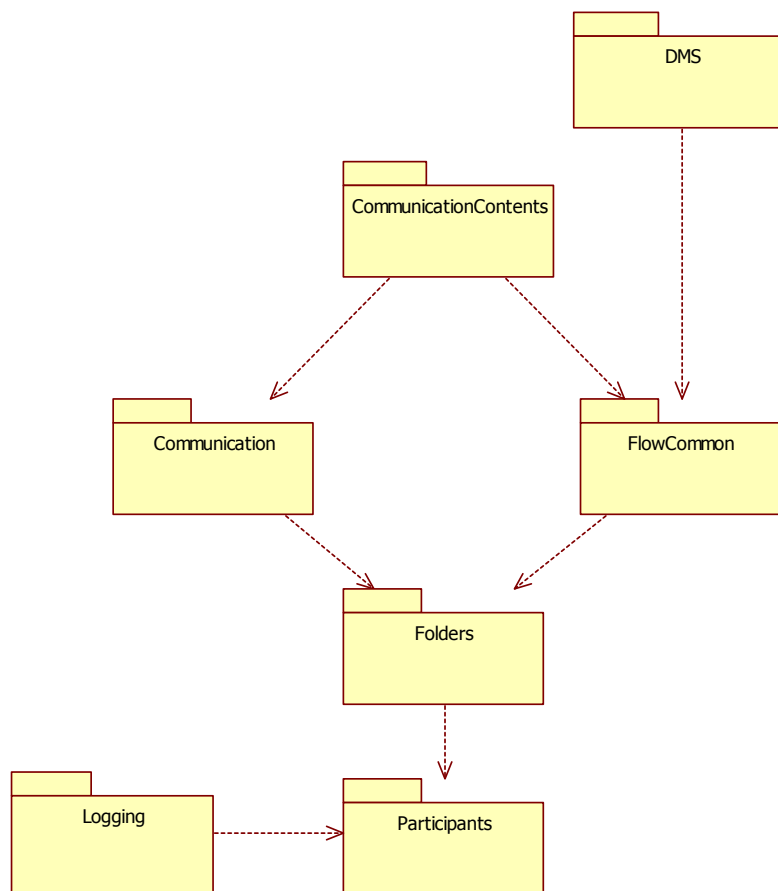 DMS
CommunicationContents
Communication
FlowCommon
Folders
Logging
Participants